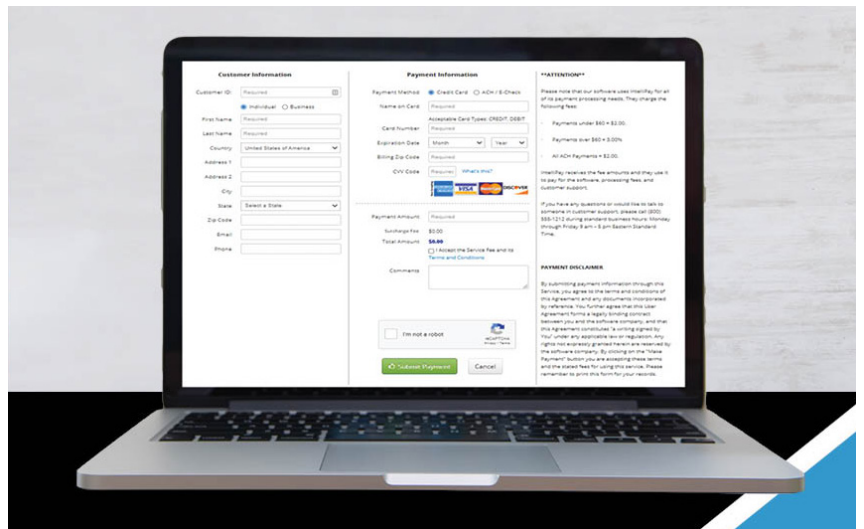 Customer Information
Customer ID: Required
Individual Business
First Name Required
Last Name Required
Country United States of America
Address 1
Address 2
City
State Select a State
Zip Code
Email
Phone
Payment Information
Payment Method Credit Card ACH / E-Check
Name on Card Required
Acceptable Card Types: CREDIT, DEBIT
Card Number Required
Expiration Date Month Year
Billing Zip Code Required
CVV Code Required What's this?
VISA MasterCard DISCOVER
Payment Amount Required
Surcharge Fee $0.00
Total Amount $0.00
I Accept the Service Fee and to
Terms and Conditions
Comments
I'm not a robot
reCAPTCHA
Privacy - Terms
Submit Payment Cancel
**ATTENTION**
Please note that our software uses IntelliPay for all
of its payment processing needs. They charge the
following fees:
· Payments under $60 = $2.00.
· Payments over $60 = 3.00%
· All ACH Payments = $2.00.
IntelliPay receives the fee amounts and they use it
to pay for the software, processing fees, and
customer support.
If you have any questions or would like to talk to
someone in customer support, please call (800)
555-1212 during standard business hours: Monday
through Friday 9 am – 5 pm Eastern Standard
Time.
PAYMENT DISCLAIMER
By submitting payment information through this
Service, you agree to the terms and conditions of
this Agreement and any documents incorporated
by reference. You further agree that this User
Agreement forms a legally binding contract
between you and the software company, and that
this Agreement constitutes "a writing signed by
You" under any applicable law or regulation. Any
rights not expressly granted herein are reserved by
the software company. By clicking on the "Make
Payment" button you are accepting these terms
and the stated fees for using this service. Please
remember to print this form for your records.